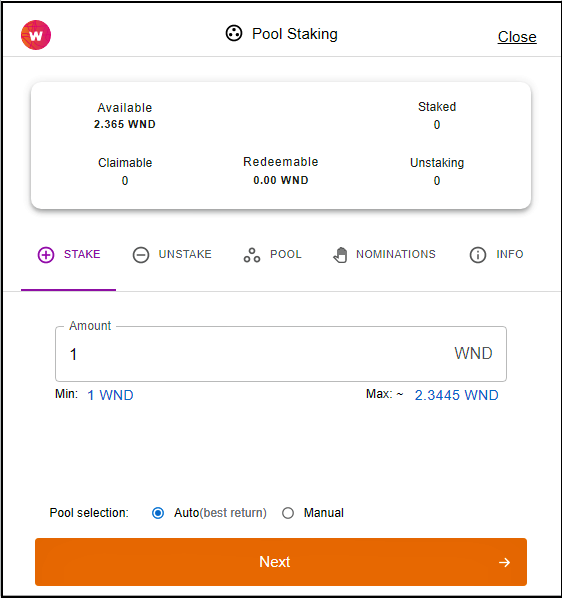 w
Pool Staking
Close
Available
2.365 WND
Staked
0
Claimable
0
Redeemable
0.00 WND
Unstaking
0
STAKE
UNSTAKE
POOL
NOMINATIONS
INFO
Amount
1
WND
Min: 1 WND
Max: ~ 2.3445 WND
Pool selection: Auto(best return) Manual
Next →